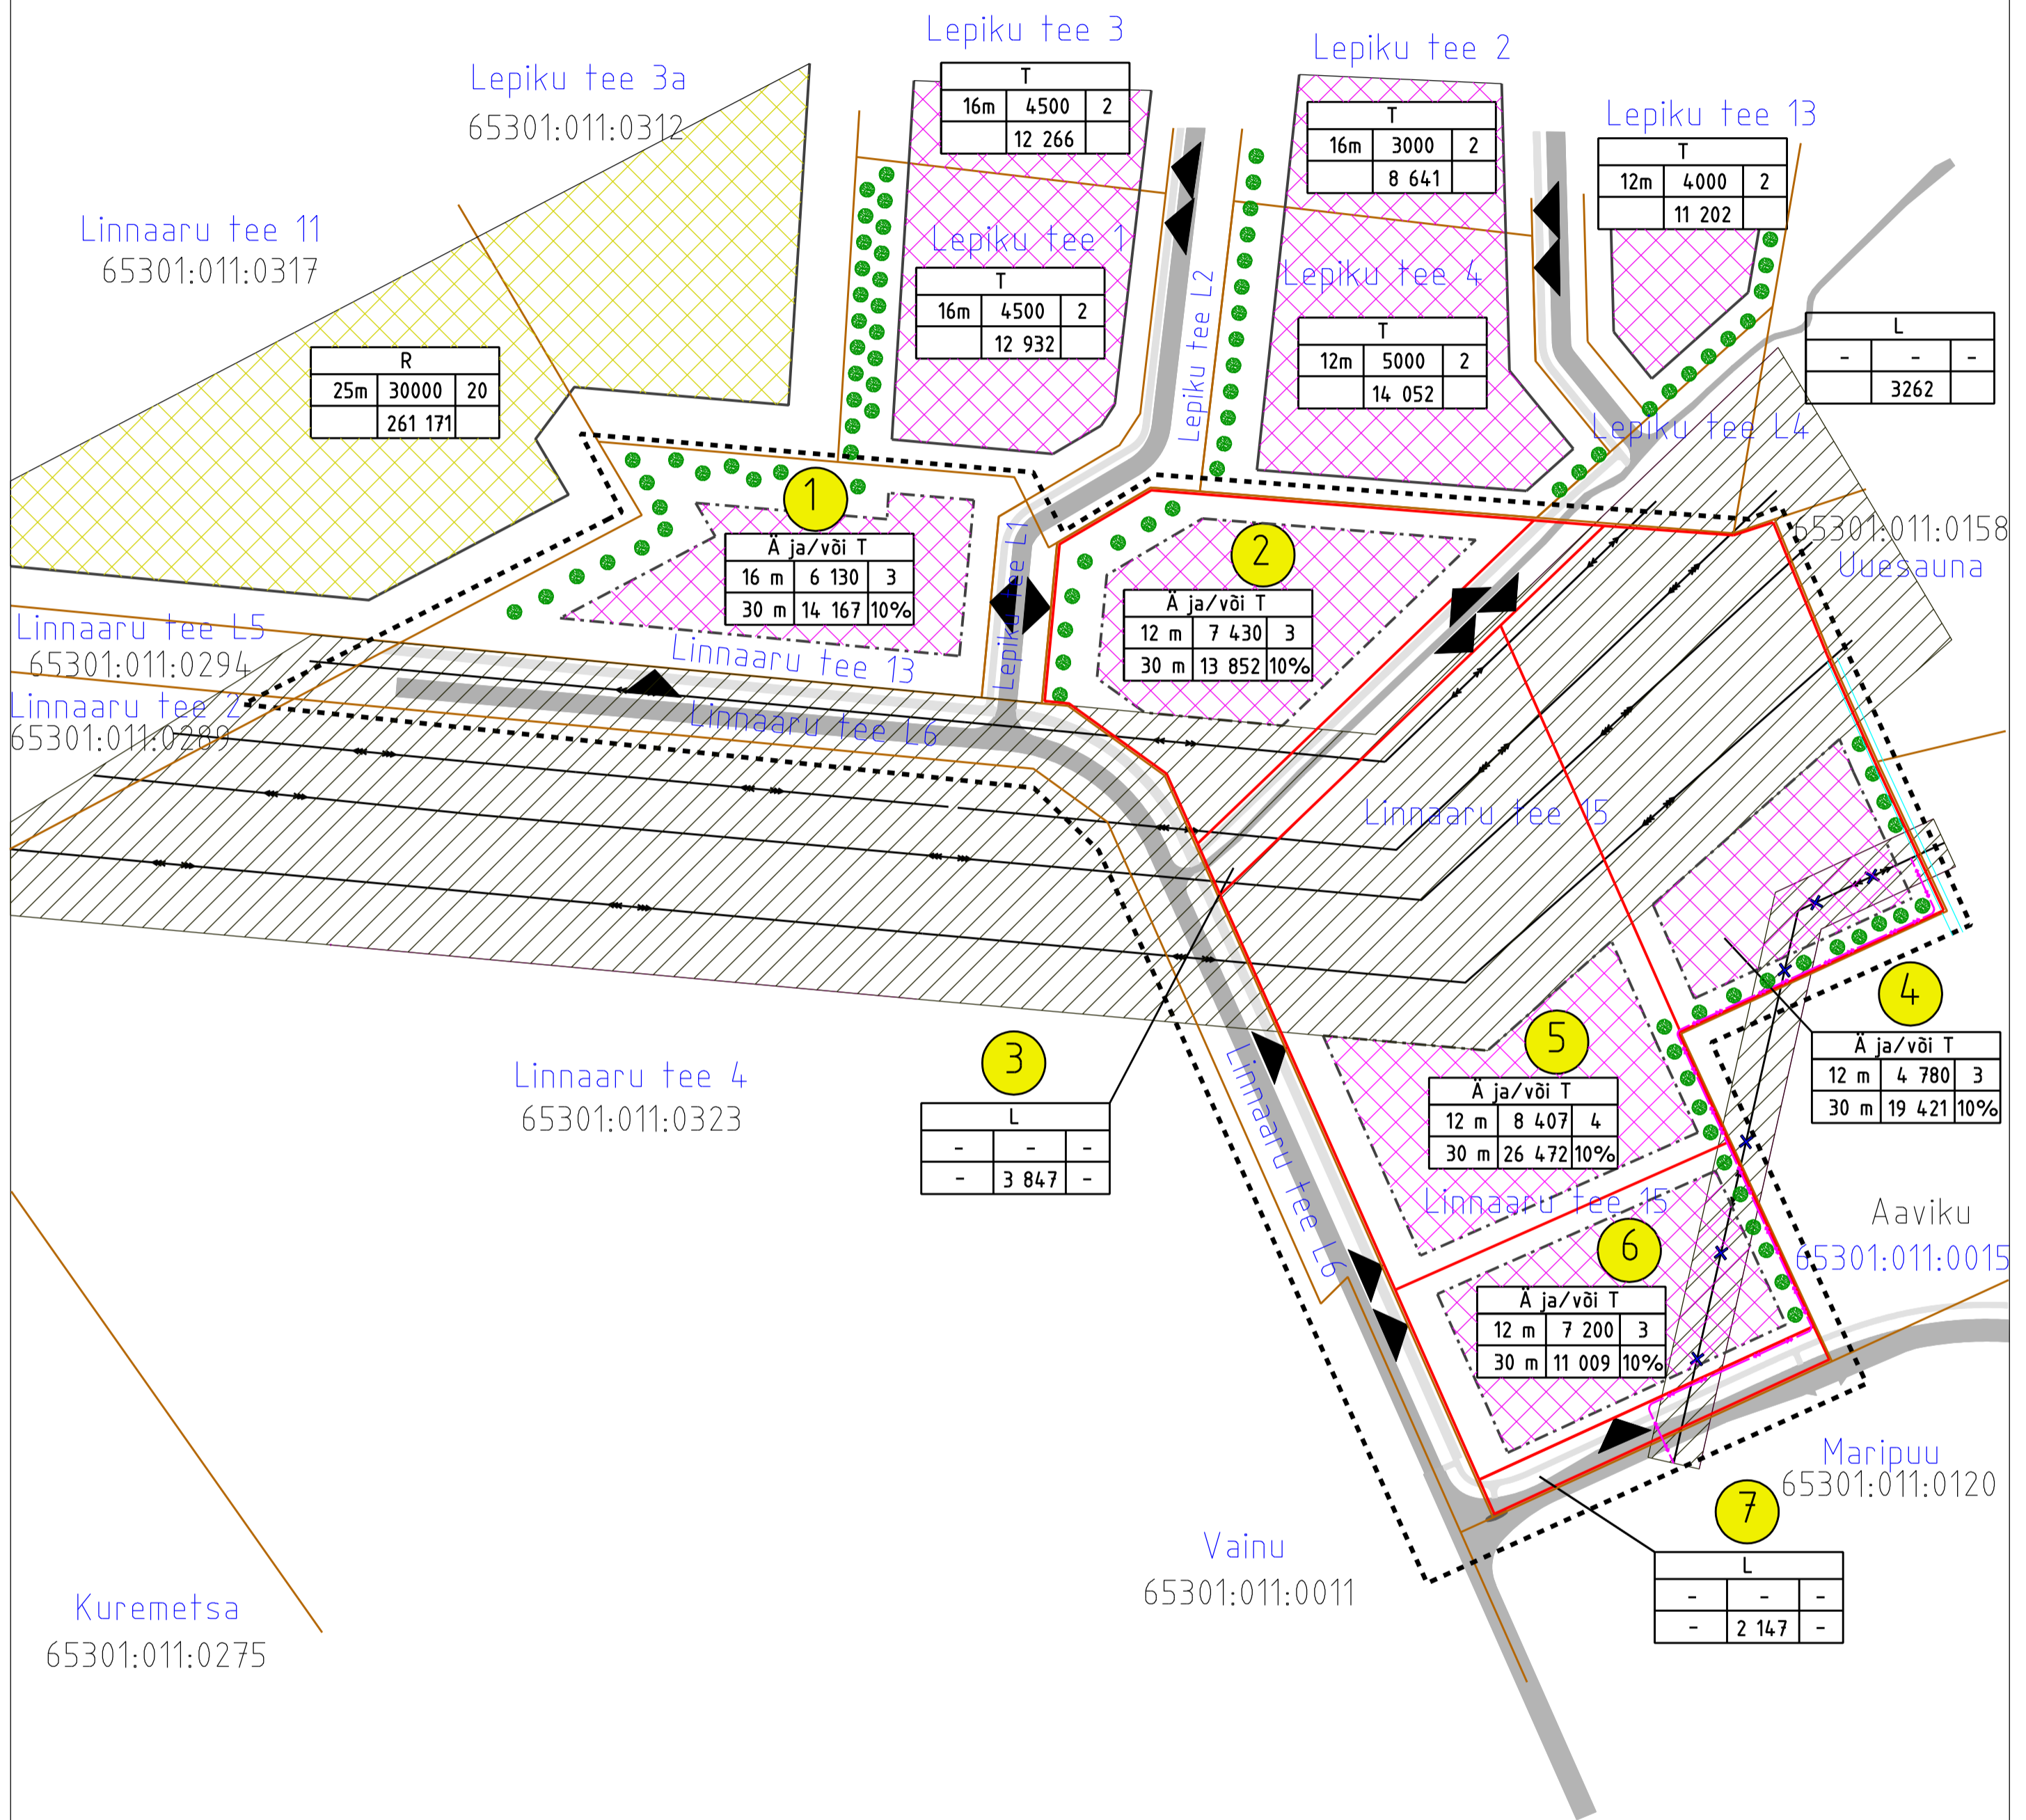 Lepiku tee 3
T
16m 4500 2
12 266
Lepiku tee 2
T
16m 3000 2
8 641
Lepiku tee 3a
65301:011:0312
Lepiku tee 13
T
12m 4000 2
11 202
Linnaaru tee 11
65301:011:0317
Lepiku tee 1
T
16m 4500 2
12 932
Lepiku tee L2
Lepiku tee 4
T
12m 5000 2
14 052
L
- - -
3262
R
25m 30000 20
261 171
Lepiku tee L4
1
Ä ja/või T
16 m 6 130 3
30 m 14 167 10%
Lepiku tee L1
2
Ä ja/või T
12 m 7 430 3
30 m 13 852 10%
65301:011:0158
Uuesauna
Linnaaru tee L5
65301:011:0294
Linnaaru tee 13
Linnaaru tee 2
65301:011:0289
Linnaaru tee L6
Linnaaru tee 15
4
Ä ja/või T
12 m 4 780 3
30 m 19 421 10%
3
L
- - -
- 3 847 -
5
Ä ja/või T
12 m 8 407 4
30 m 26 472 10%
Linnaaru tee 4
65301:011:0323
Linnaaru tee L6
Linnaaru tee 15
6
Ä ja/või T
12 m 7 200 3
30 m 11 009 10%
Aaviku
65301:011:0015
Maripuu
65301:011:0120
7
L
- - -
- 2 147 -
Vainu
65301:011:0011
Kuremetsa
65301:011:0275